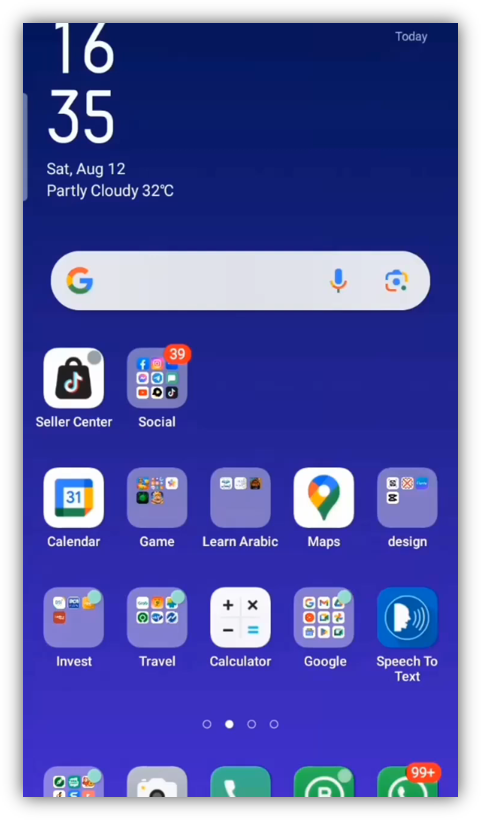 Today
16
35
Sat, Aug 12
Partly Cloudy 32℃
39
Seller Center
Social
31
Calendar
Game
Learn Arabic
Maps
design
Invest
Travel
Calculator
Google
Speech To
Text
99+